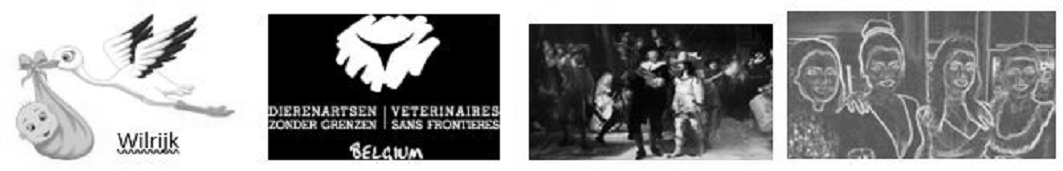 Wilrijk
DIERENARTSEN | VETERINAIRES
ZONDER GRENZEN | SANS FRONTIERES
BELGIUM